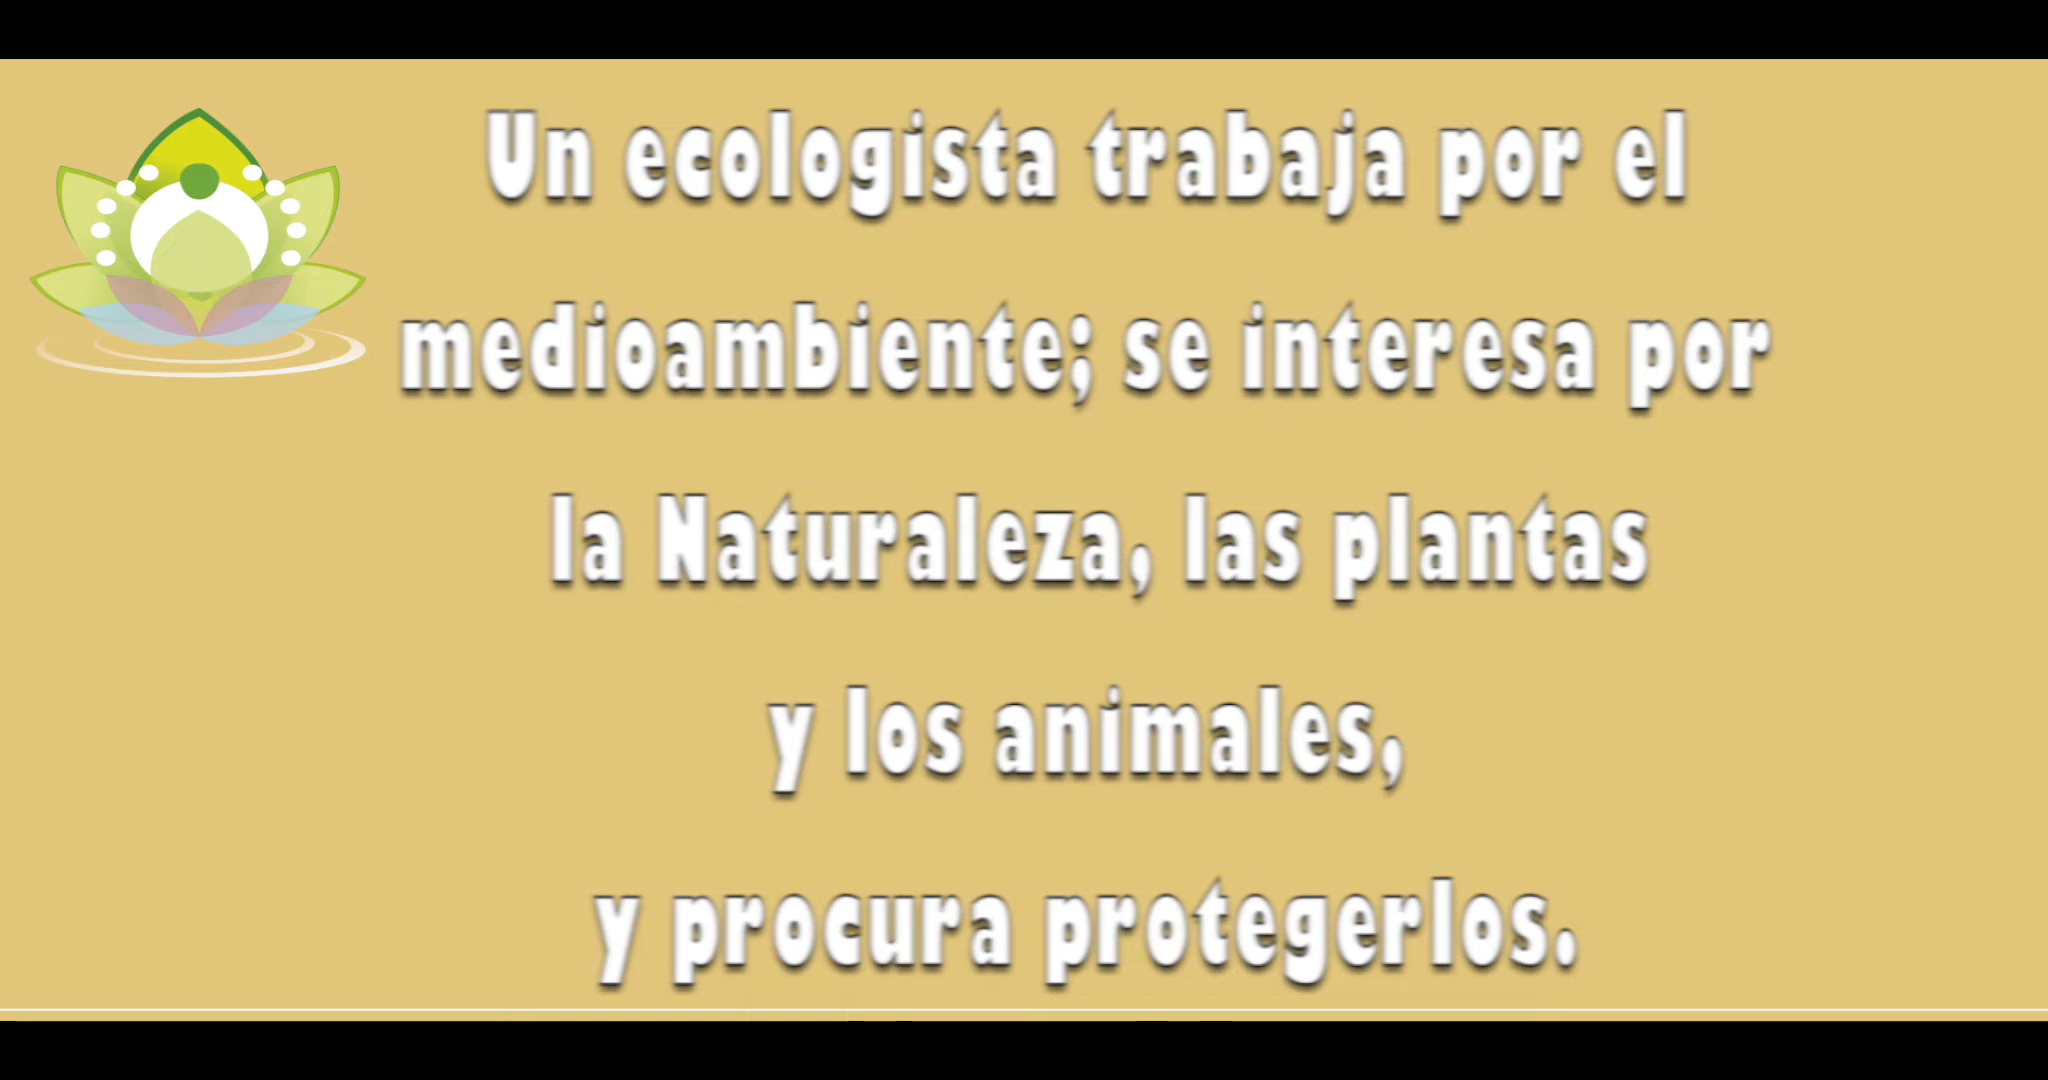 Un ecologista trabaja por el
medioambiente; se interesa por
la Naturaleza, las plantas
y los animales,
y procura protegerlos.